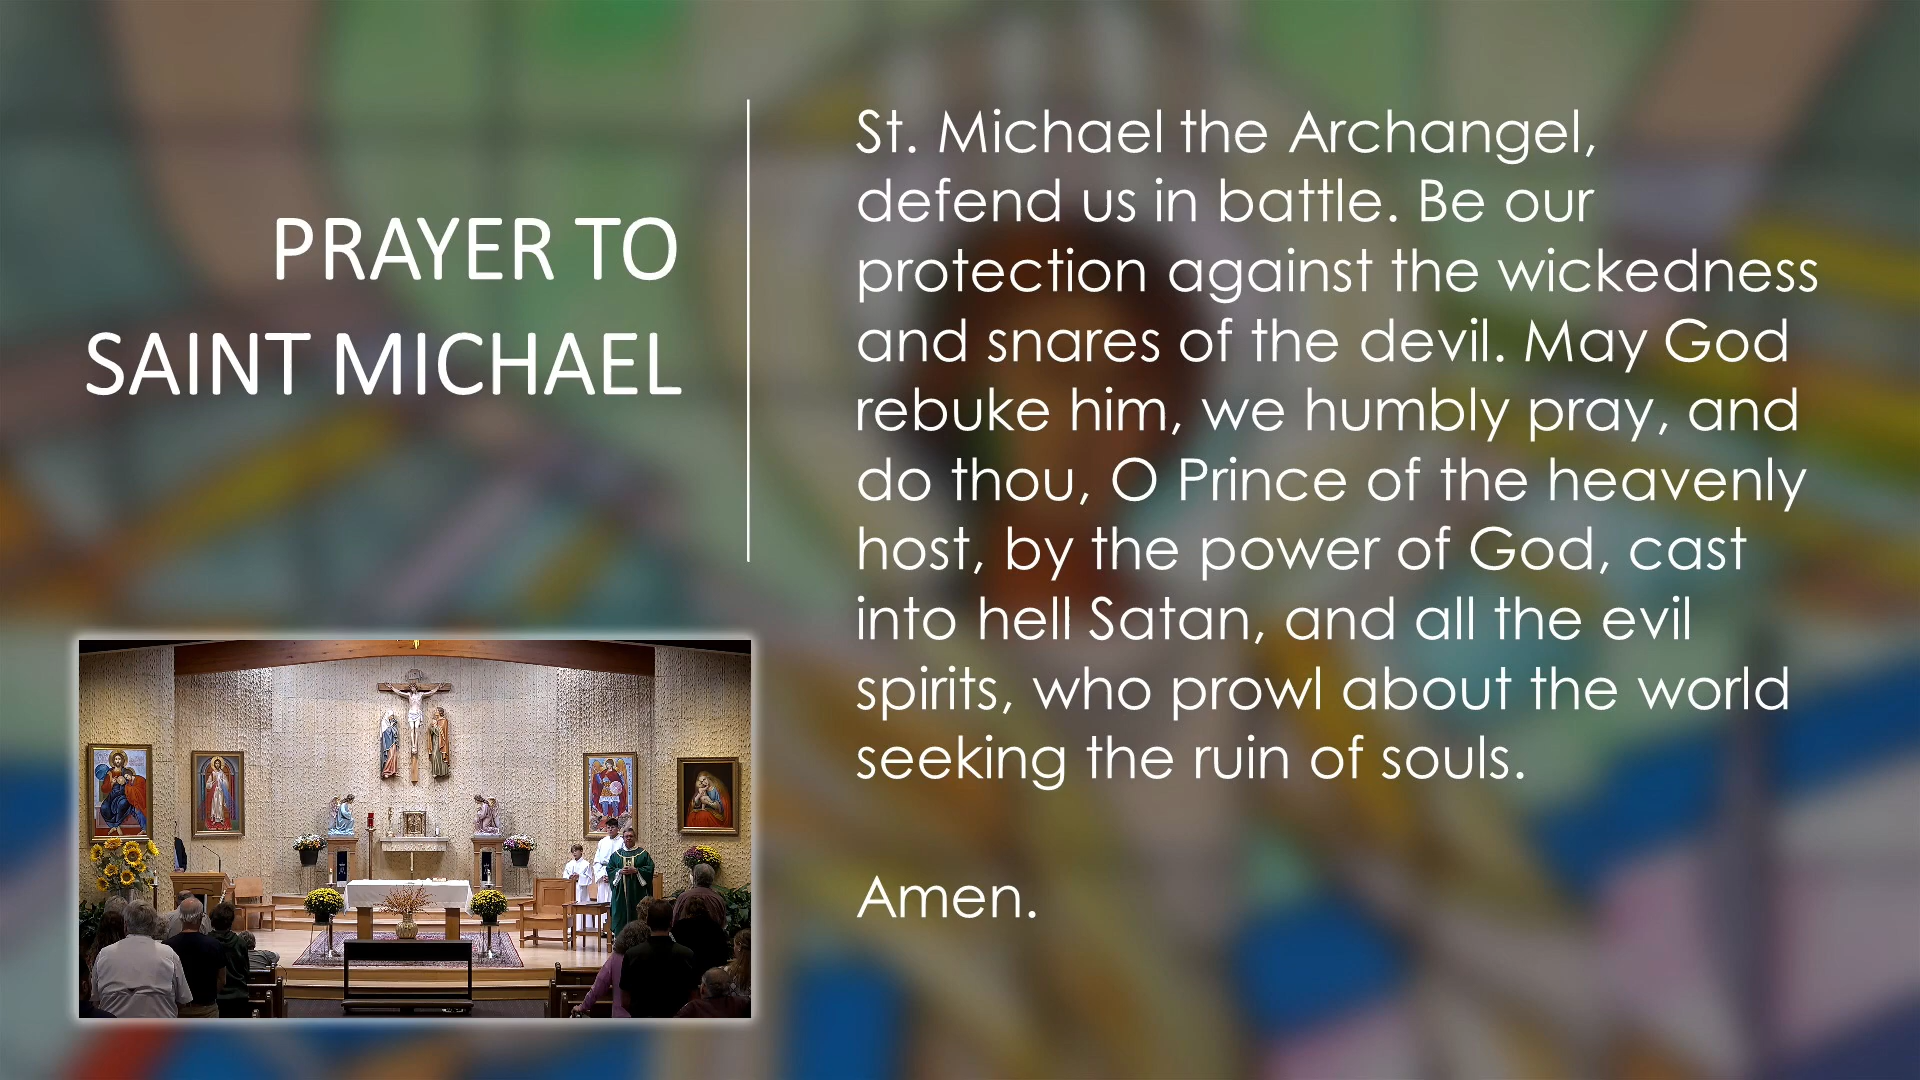 PRAYER TO
SAINT MICHAEL
St. Michael the Archangel,
defend us in battle. Be our
protection against the wickedness
and snares of the devil. May God
rebuke him, we humbly pray, and
do thou, O Prince of the heavenly
host, by the power of God, cast
into hell Satan, and all the evil
spirits, who prowl about the world
seeking the ruin of souls.
Amen.